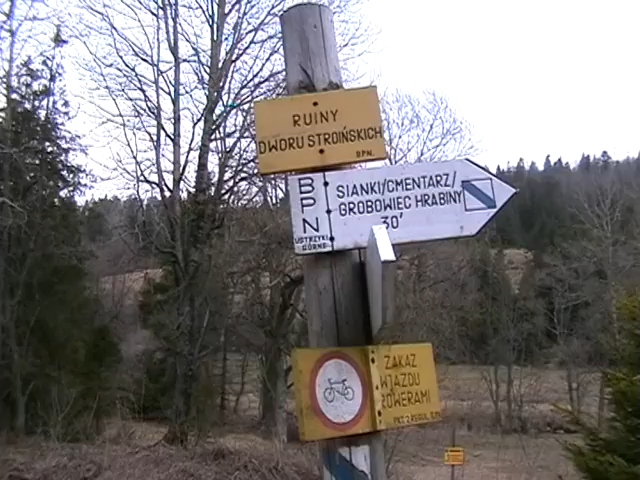 RUINY
DWORU STROIŃSKICH
BPN.
BPN
USTRZYKI
GÓRNE
SIANKI/CMENTARZ/
GROBOWIEC HRABINY
30'
ZAKAZ
WJAZDU
ROWERAMI